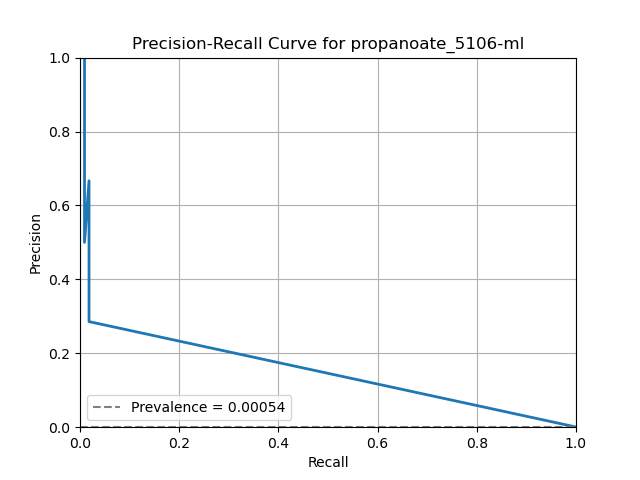 Precision-Recall Curve for propanoate_5106-ml
1.0
0.8
0.6
0.4
0.2
0.0
Precision
Prevalence = 0.00054
0.0 0.2 0.4 0.6 0.8 1.0
Recall